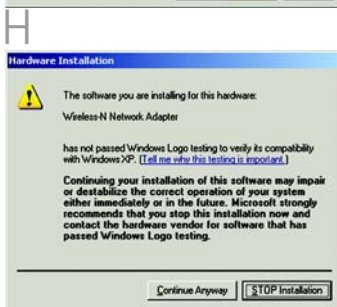 H
Hardware Installation
The software you are installing for this hardware:
Wireless-N Network Adapter
has not passed Windows Logo testing to verify its compatibility
with Windows XP. (Tell me why this testing is important.)
Continuing your installation of this software may impair
or destabilize the correct operation of your system
either immediately or in the future. Microsoft strongly
recommends that you stop this installation now and
contact the hardware vendor for software that has
passed Windows Logo testing.
Continue Anyway STOP Installation